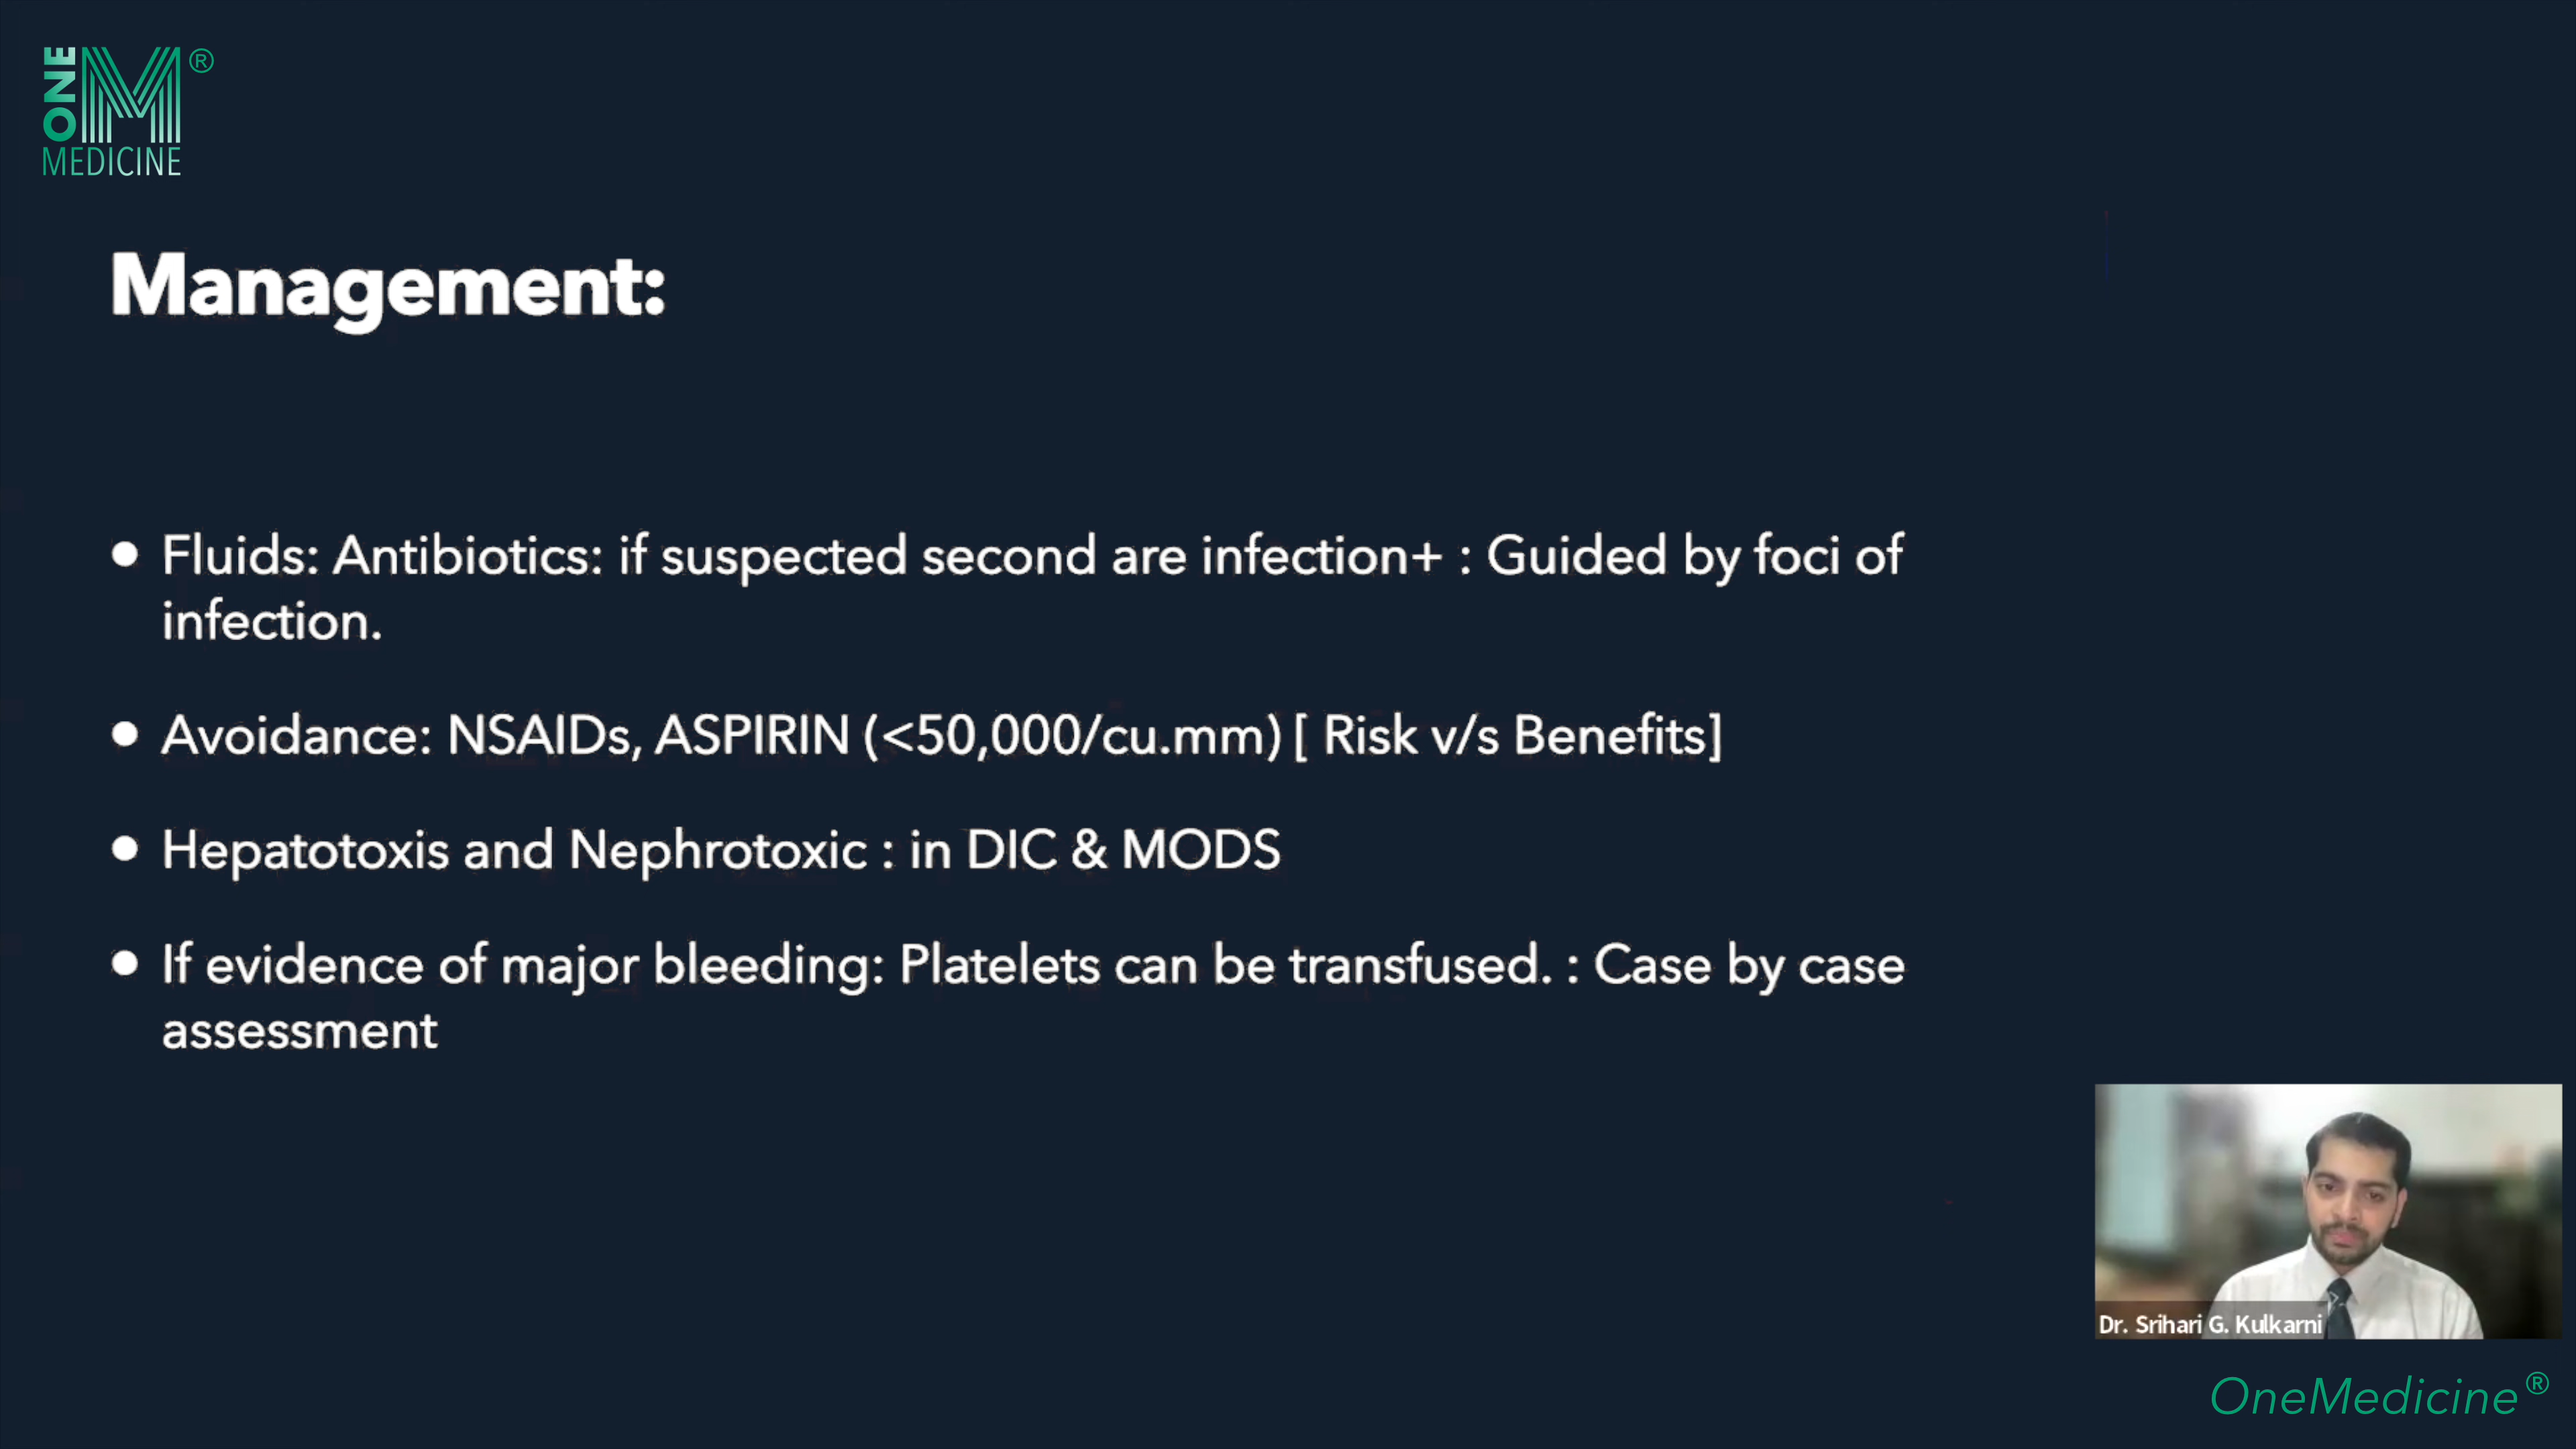 ONE
M®
MEDICINE
Management:
• Fluids: Antibiotics: if suspected second are infection+ : Guided by foci of
infection.
• Avoidance: NSAIDs, ASPIRIN (<50,000/cu.mm) [ Risk v/s Benefits]
• Hepatotoxis and Nephrotoxic : in DIC & MODS
• If evidence of major bleeding: Platelets can be transfused. : Case by case
assessment
Dr. Srihari G. Kulkarni
OneMedicine®